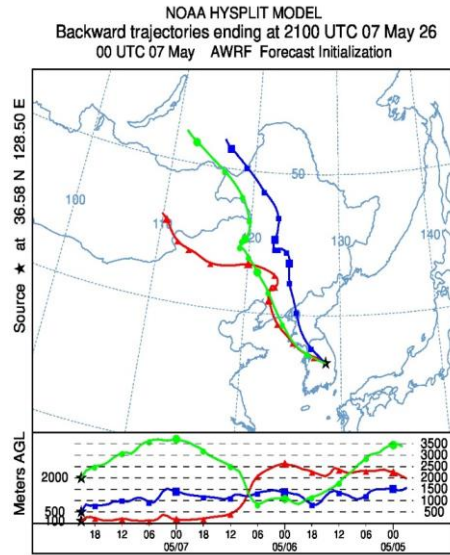 NOAA HYSPLIT MODEL
Backward trajectories ending at 2100 UTC 07 May 26
00 UTC 07 May AWRF Forecast Initialization
Source ★ at 36.58 N 128.50 E
100
110
120
50
130
140
Meters AGL
2000
500
100
3500
3000
2500
2000
1500
1000
500
18 12 06 00 18 12 06 00 18 12 06 00
05/07 05/06 05/05